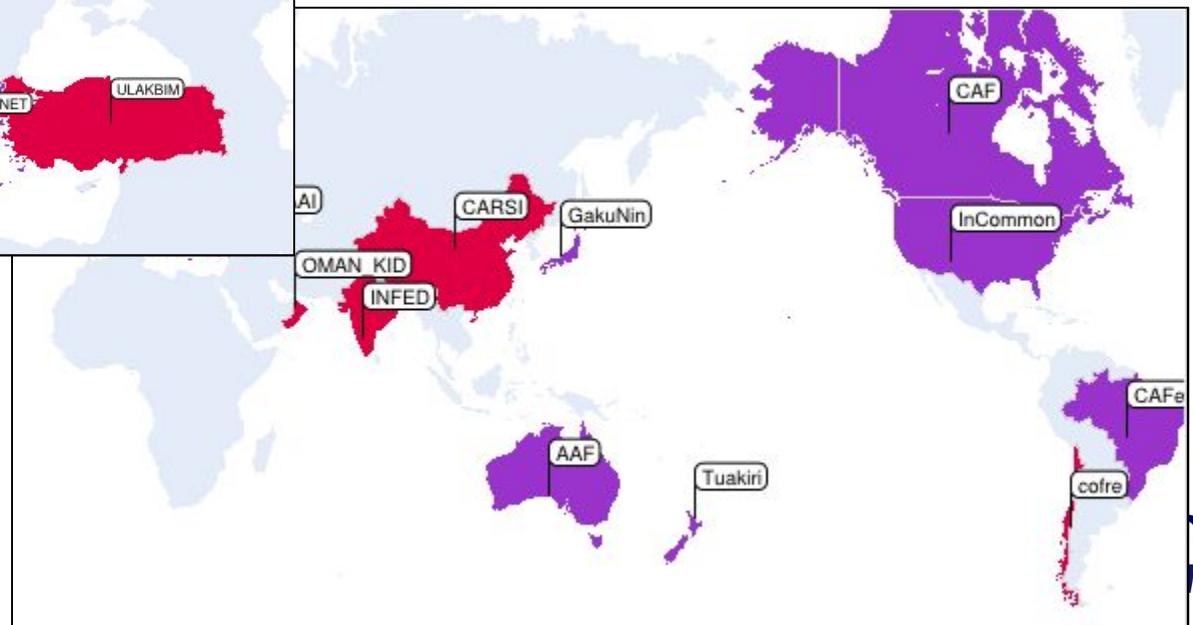 NET
ULAKBIM
CAF
AI
CARSI
GakuNin
InCommon
OMAN_KID
INFED
CAFe
AAF
Tuakiri
cofre